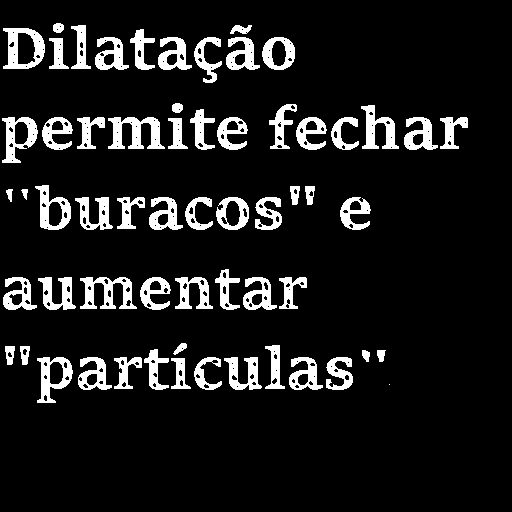 Dilatação
permite fechar
"buracos" e
aumentar
"partículas"